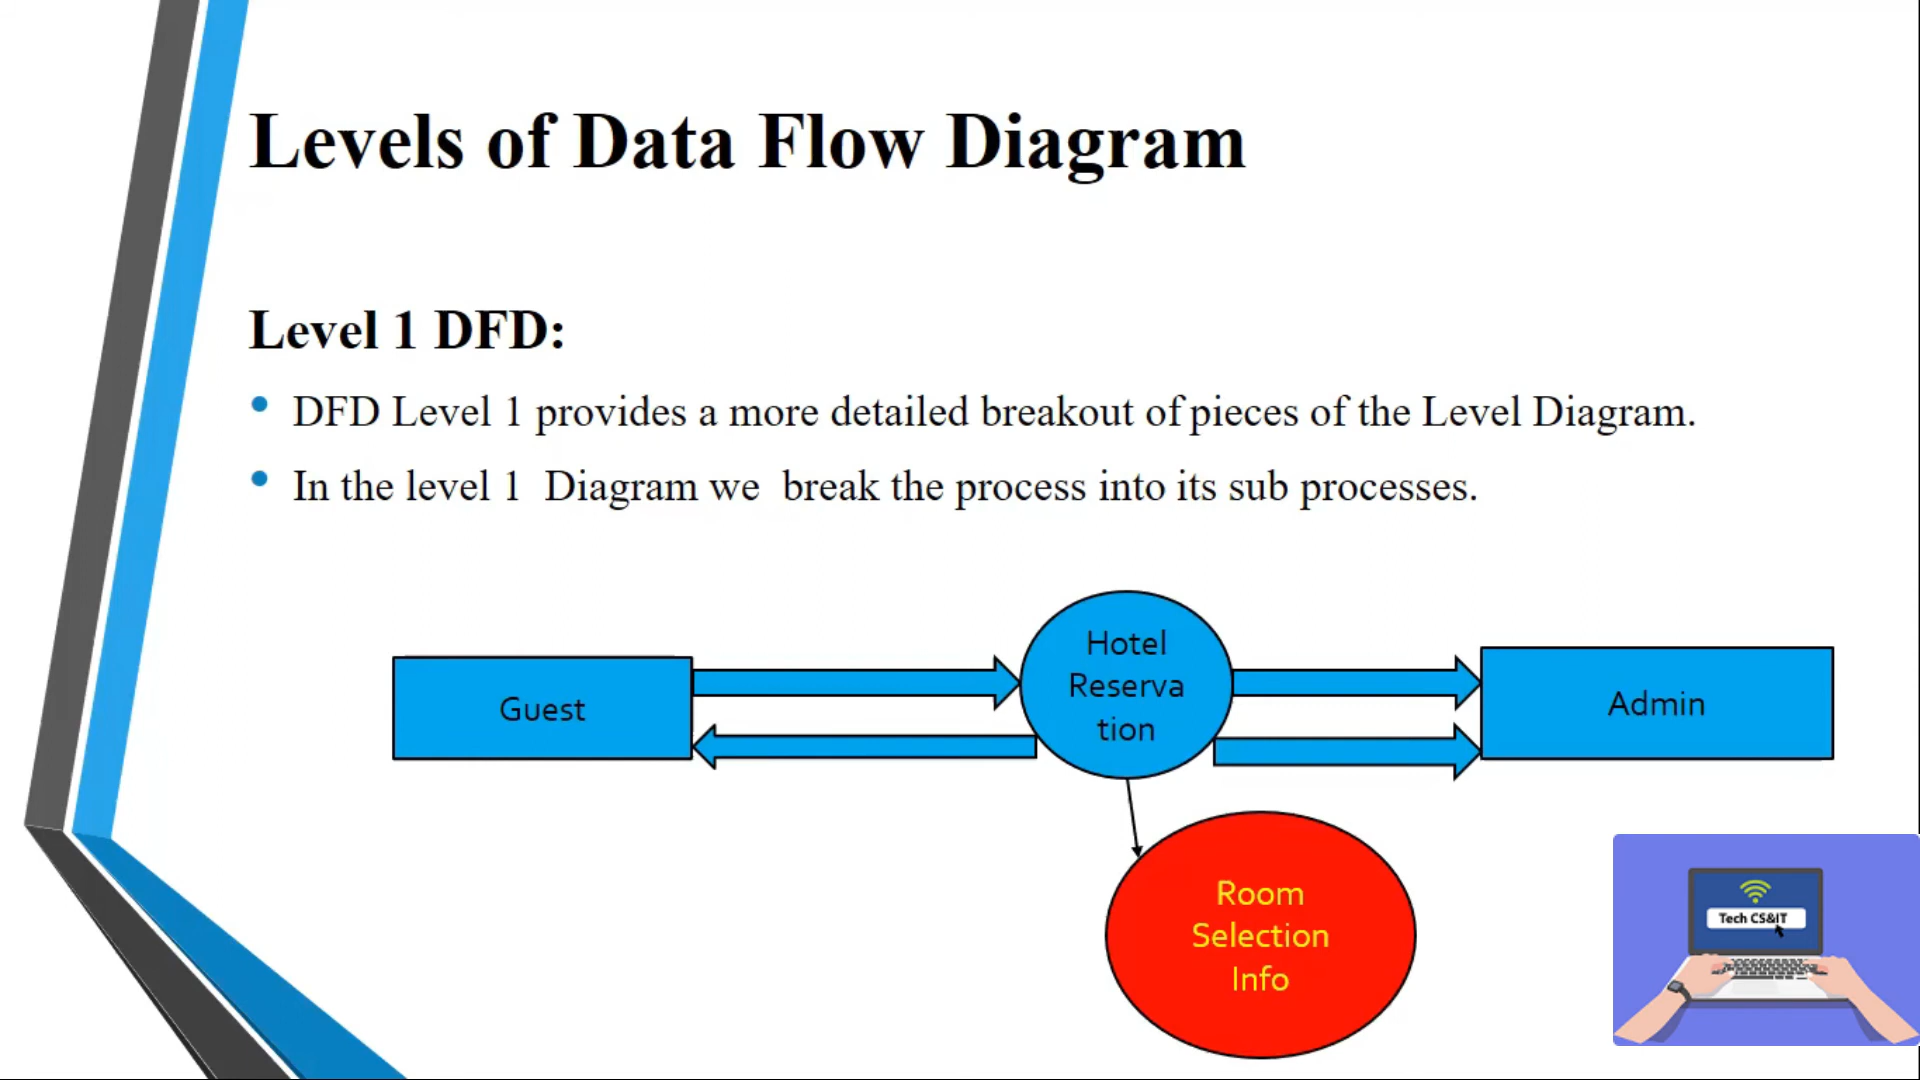 Levels of Data Flow Diagram
Level 1 DFD:
DFD Level 1 provides a more detailed breakout of pieces of the Level Diagram.
In the level 1 Diagram we break the process into its sub processes.
Guest
Hotel
Reserva
tion
Admin
Room
Selection
Info
Tech CS&IT